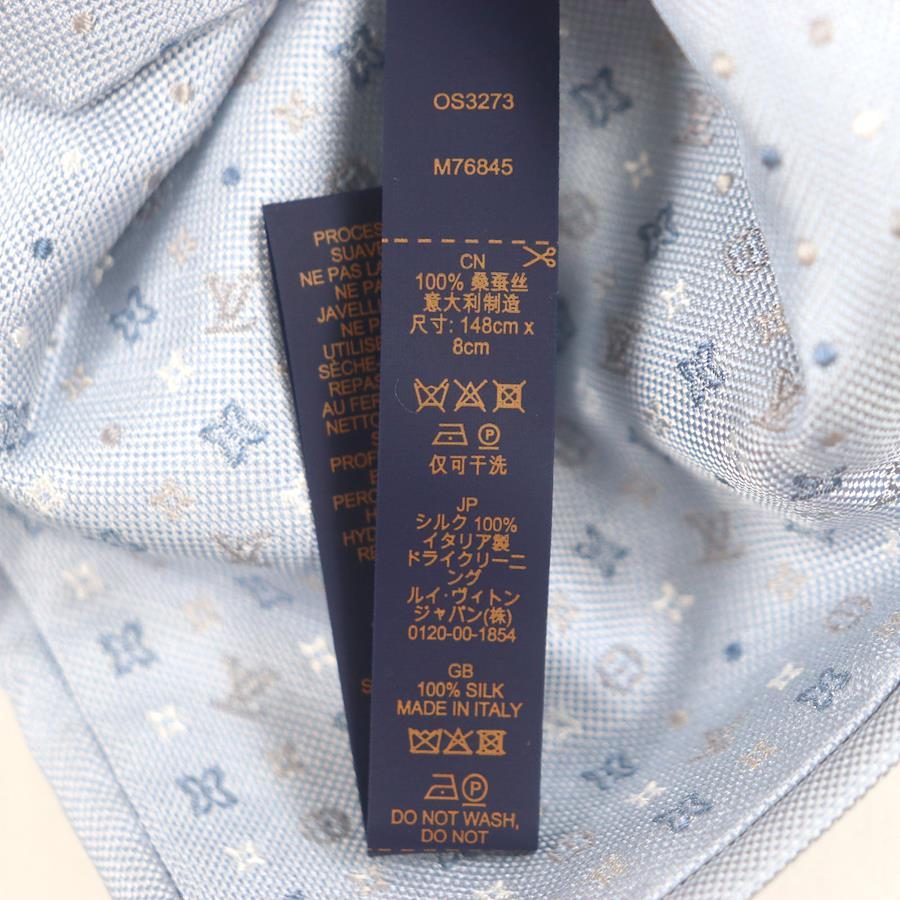 OS3273
M76845
CN
100% 桑蚕丝
意大利制造
尺寸: 148cm x
8cm
P
仅可干洗
JP
シルク 100%
イタリア製
ドライクリーニ
ング
ルイ・ヴィトン
ジャパン(株)
0120-00-1854
GB
100% SILK
MADE IN ITALY
P
DO NOT WASH,
DO NOT
PROCES
SUAVE
NE PAS LA
NE PA
JAVELL
NE P
UTILISE
SÈCHE-
REPAS
AU FER
NETTO
S
PROF
E
PERC
H
HYD
RE
S